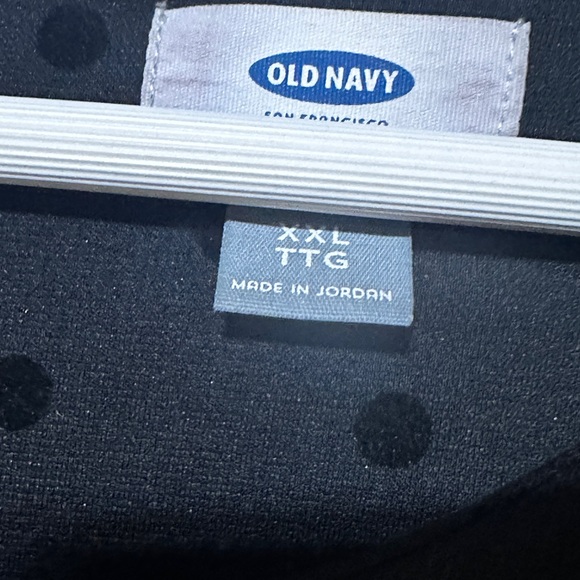 OLD NAVY
SAN FRANCISCO
XXL
TTG
MADE IN JORDAN